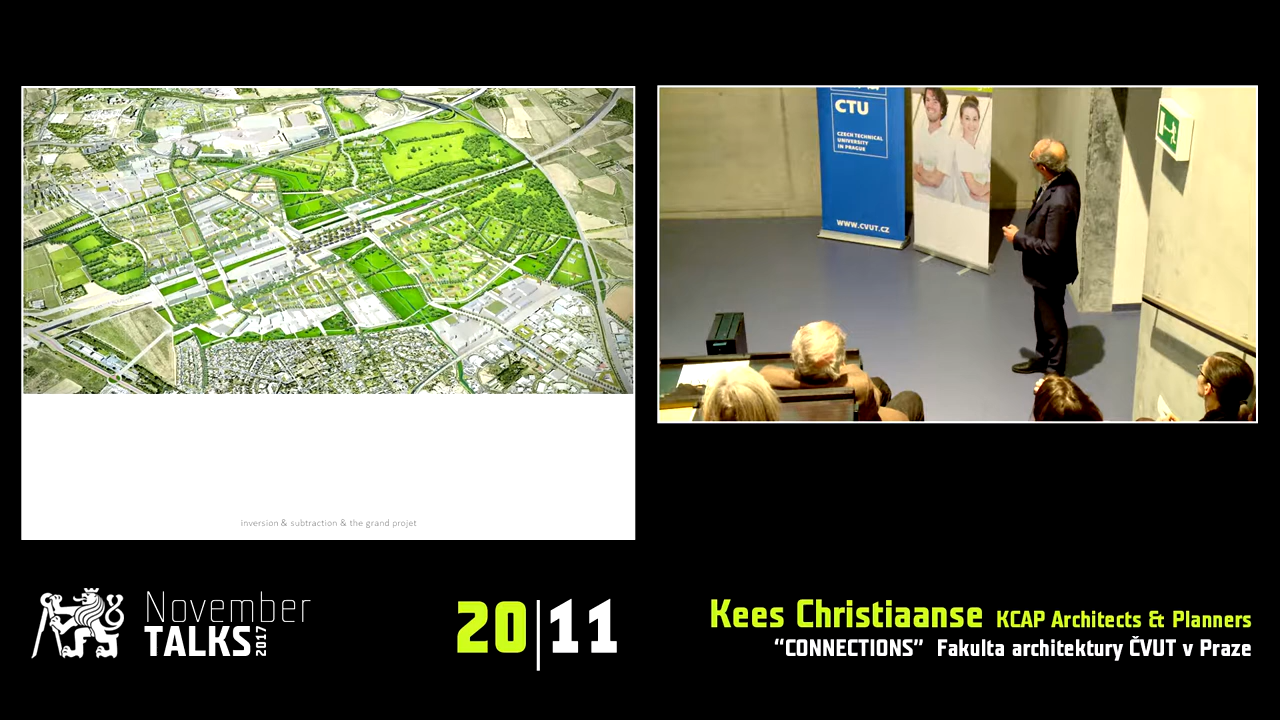 inversion & subtraction & the grand projet
CTU
CZECH TECHNICAL
UNIVERSITY
IN PRAGUE
WWW.CVUT.CZ
November
TALKS 2017
20|11
Kees Christiaanse KCAP Architects & Planners
“CONNECTIONS” Fakulta architektury ČVUT v Praze